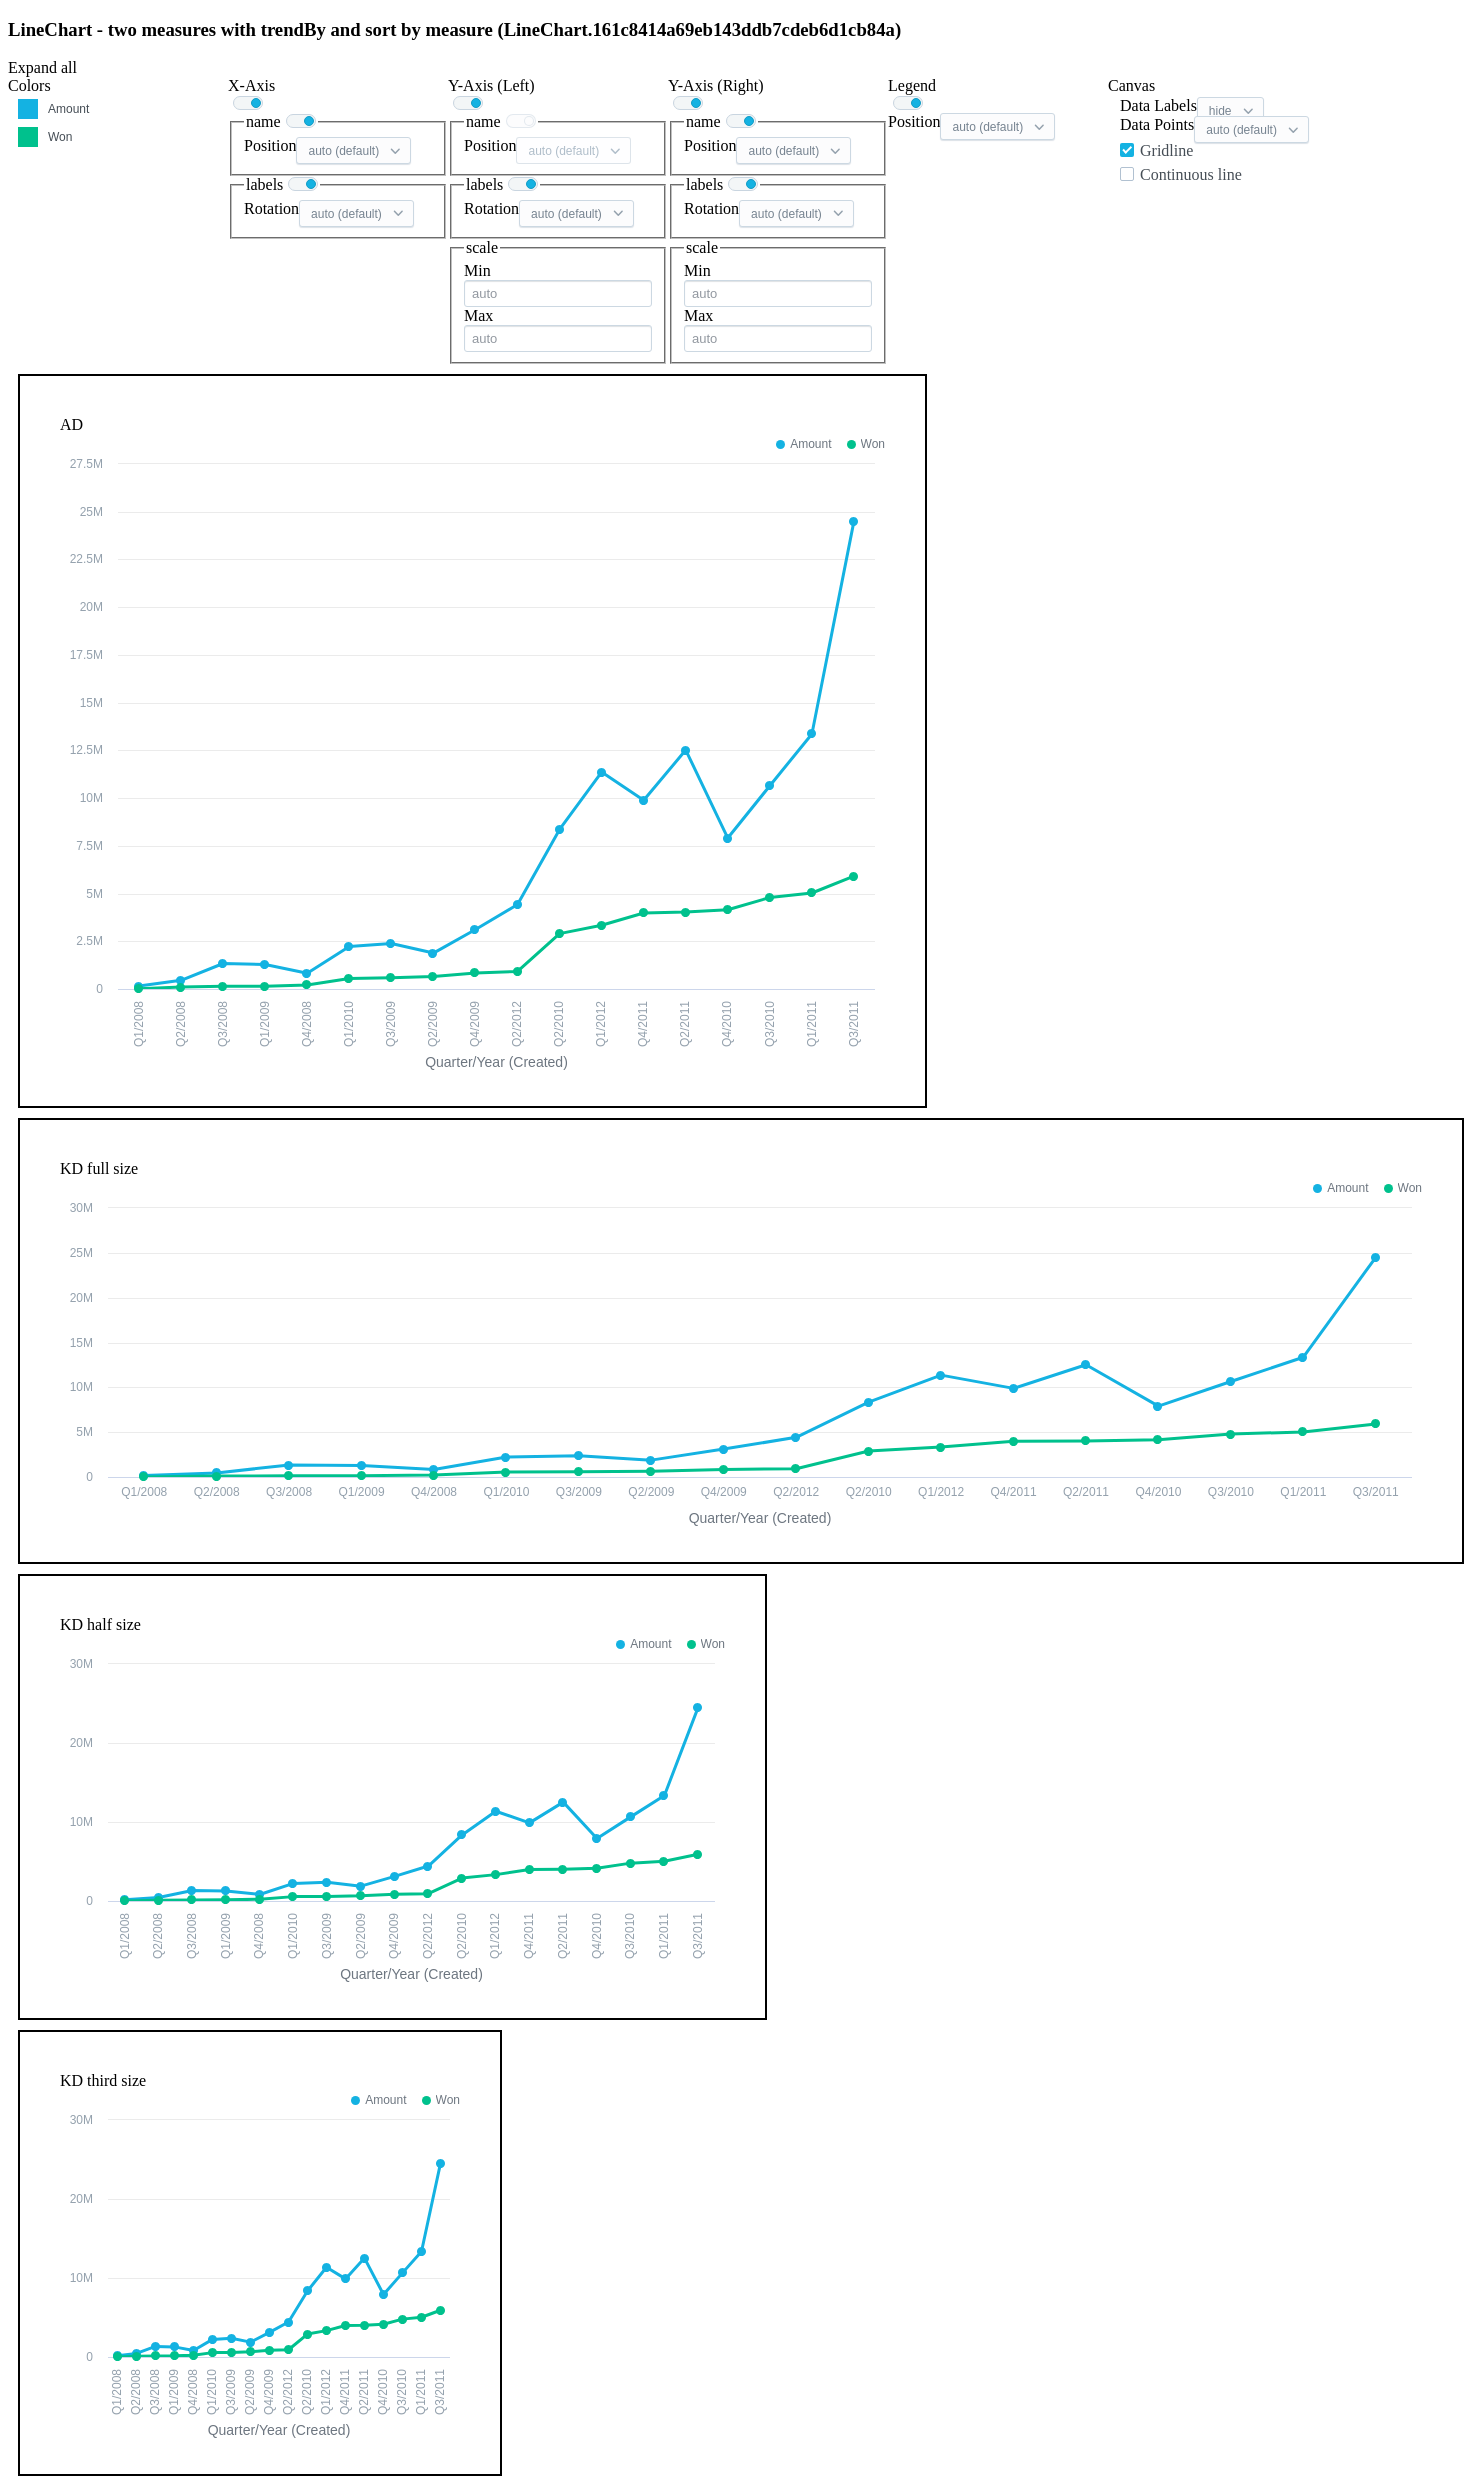 LineChart - two measures with trendBy and sort by measure (LineChart.161c8414a69eb143ddb7cdeb6d1cb84a)
Expand all
Colors
Amount
Won
X-Axis
name
Position auto (default)
labels
Rotation auto (default)
Y-Axis (Left)
name
Position auto (default)
labels
Rotation auto (default)
scale
Min
auto
Max
auto
Y-Axis (Right)
name
Position auto (default)
labels
Rotation auto (default)
scale
Min
auto
Max
auto
Legend
Position auto (default)
Canvas
Data Labels hide
Data Points auto (default)
Gridline
Continuous line
AD
Amount Won
27.5M
25M
22.5M
20M
17.5M
15M
12.5M
10M
7.5M
5M
2.5M
0
Q1/2008 Q2/2008 Q3/2008 Q1/2009 Q4/2008 Q1/2010 Q3/2009 Q2/2009 Q4/2009 Q2/2012 Q2/2010 Q1/2012 Q4/2011 Q2/2011 Q4/2010 Q3/2010 Q1/2011 Q3/2011
Quarter/Year (Created)
KD full size
Amount Won
30M
25M
20M
15M
10M
5M
0
Q1/2008 Q2/2008 Q3/2008 Q1/2009 Q4/2008 Q1/2010 Q3/2009 Q2/2009 Q4/2009 Q2/2012 Q2/2010 Q1/2012 Q4/2011 Q2/2011 Q4/2010 Q3/2010 Q1/2011 Q3/2011
Quarter/Year (Created)
KD half size
Amount Won
30M
20M
10M
0
Q1/2008 Q2/2008 Q3/2008 Q1/2009 Q4/2008 Q1/2010 Q3/2009 Q2/2009 Q4/2009 Q2/2012 Q2/2010 Q1/2012 Q4/2011 Q2/2011 Q4/2010 Q3/2010 Q1/2011 Q3/2011
Quarter/Year (Created)
KD third size
Amount Won
30M
20M
10M
0
Q1/2008 Q2/2008 Q3/2008 Q1/2009 Q4/2008 Q1/2010 Q3/2009 Q2/2009 Q4/2009 Q2/2012 Q2/2010 Q1/2012 Q4/2011 Q2/2011 Q4/2010 Q3/2010 Q1/2011 Q3/2011
Quarter/Year (Created)